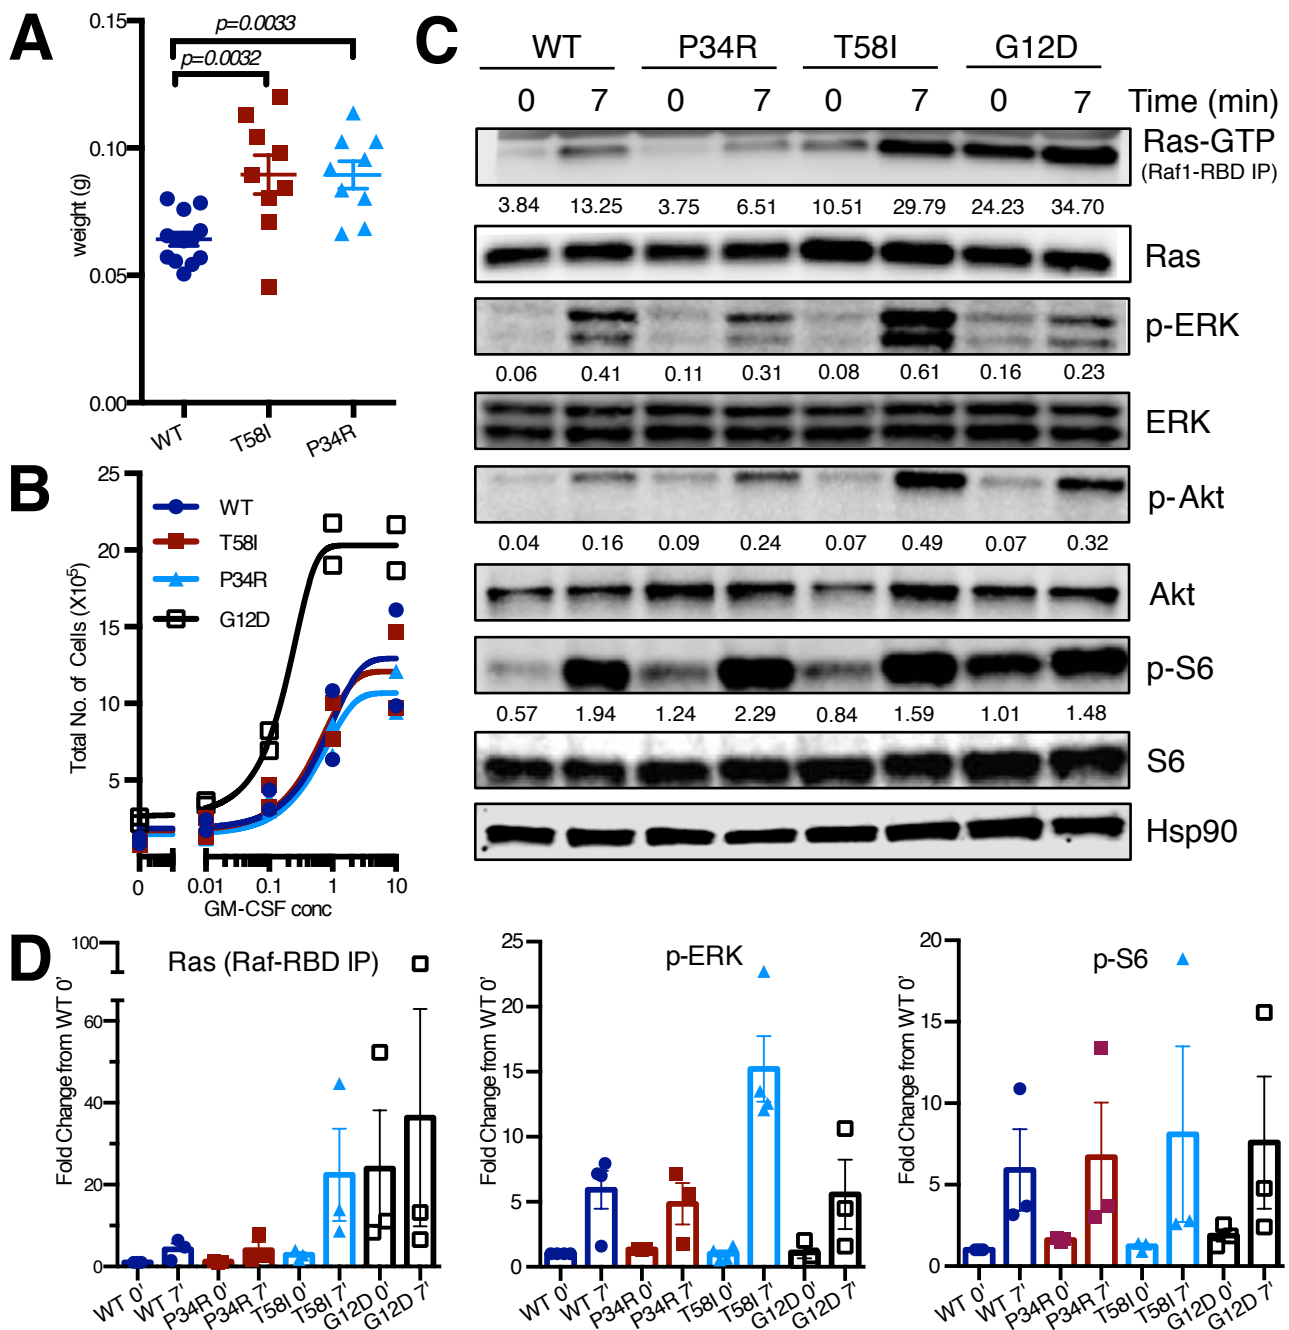 A
0.15
0.10
0.05
0.00
weight (g)
p=0.0033
p=0.0032
WT
T58I
P34R
B
25
20
15
10
5
Total No. of Cells (X10⁵)
WT
T58I
P34R
G12D
0
0.01
0.1
1
10
GM-CSF conc
C
WT P34R T58I G12D
0 7 0 7 0 7 0 7 Time (min)
Ras-GTP
(Raf1-RBD IP)
3.84 13.25 3.75 6.51 10.51 29.79 24.23 34.70
Ras
p-ERK
0.06 0.41 0.11 0.31 0.08 0.61 0.16 0.23
ERK
p-Akt
0.04 0.16 0.09 0.24 0.07 0.49 0.07 0.32
Akt
p-S6
0.57 1.94 1.24 2.29 0.84 1.59 1.01 1.48
S6
Hsp90
D
Ras (Raf-RBD IP)
Fold Change from WT 0'
100
60
40
20
0
WT 0'
WT 7'
P34R 0'
P34R 7'
T58I 0'
T58I 7'
G12D 0'
G12D 7'
p-ERK
Fold Change from WT 0'
25
20
15
10
5
0
WT 0'
WT 7'
P34R 0'
P34R 7'
T58I 0'
T58I 7'
G12D 0'
G12D 7'
p-S6
Fold Change from WT 0'
20
15
10
5
0
WT 0'
WT 7'
P34R 0'
P34R 7'
T58I 0'
T58I 7'
G12D 0'
G12D 7'